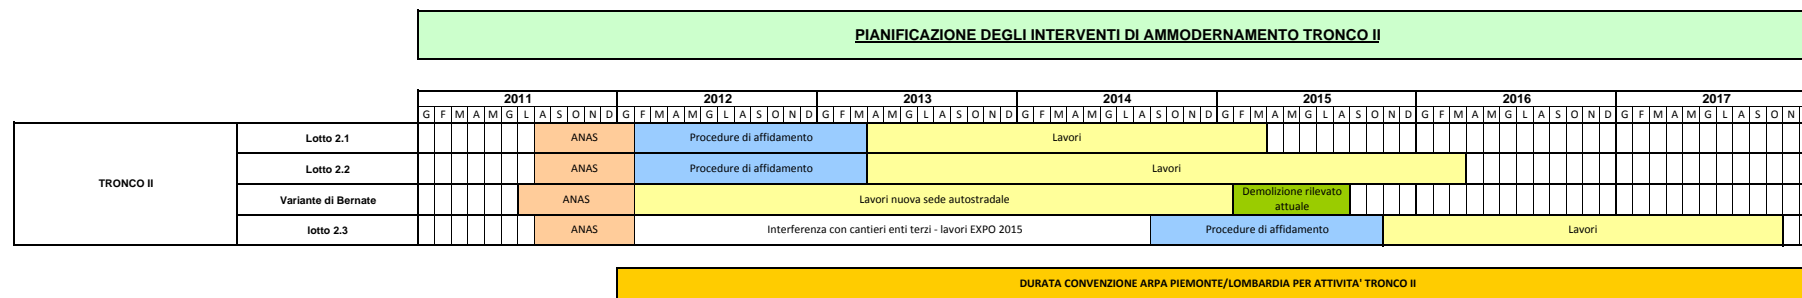 PIANIFICAZIONE DEGLI INTERVENTI DI AMMODERNAMENTO TRONCO II
2011 2012 2013 2014 2015 2016 2017
G F M A M G L A S O N D G F M A M G L A S O N D G F M A M G L A S O N D G F M A M G L A S O N D G F M A M G L A S O N D G F M A M G L A S O N D G F M A M G L A S O N
TRONCO II
Lotto 2.1 ANAS Procedure di affidamento Lavori
Lotto 2.2 ANAS Procedure di affidamento Lavori
Variante di Bernate ANAS Lavori nuova sede autostradale Demolizione rilevato
attuale
lotto 2.3 ANAS Interferenza con cantieri enti terzi - lavori EXPO 2015 Procedure di affidamento Lavori
DURATA CONVENZIONE ARPA PIEMONTE/LOMBARDIA PER ATTIVITA' TRONCO II